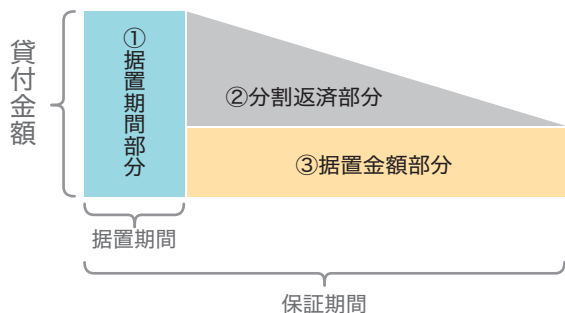 貸付金額
①据置期間部分
②分割返済部分
③据置金額部分
据置期間
保証期間